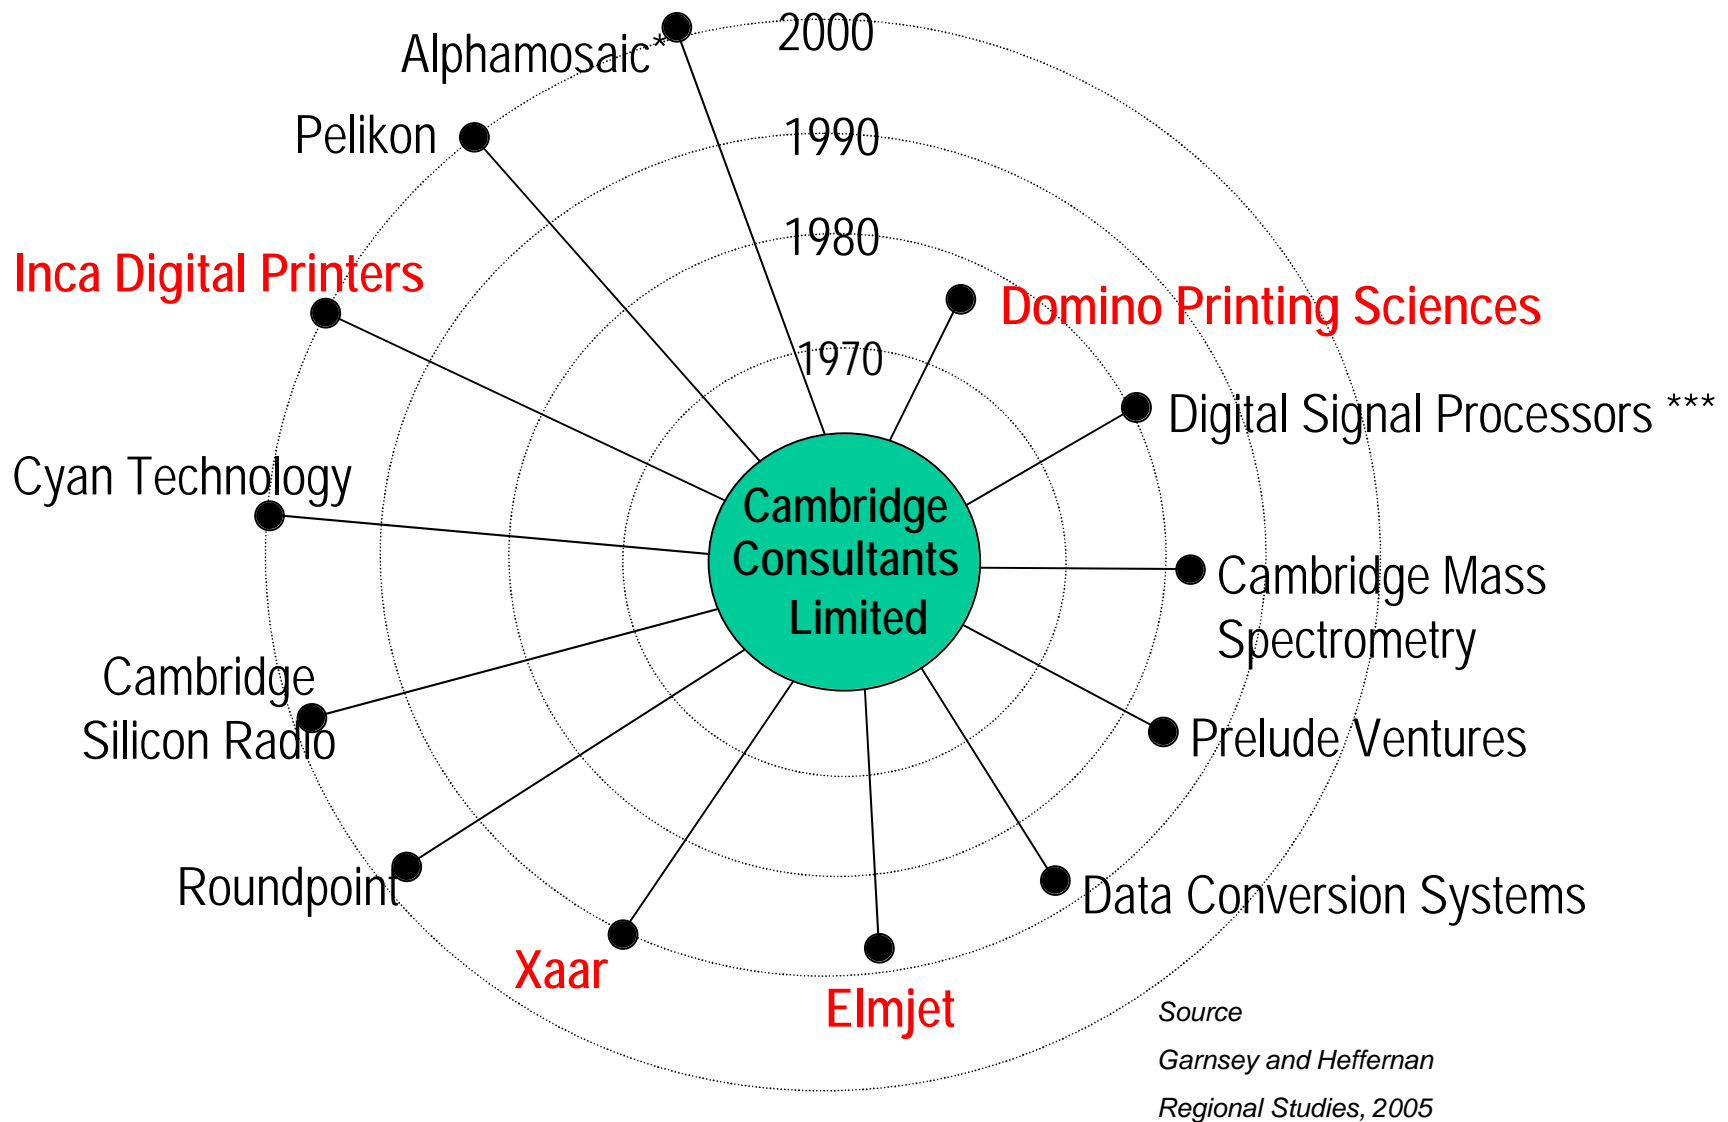 2000
Alphamosaic*
Pelikon
1990
1980
Inca Digital Printers
Domino Printing Sciences
1970
Digital Signal Processors ***
Cyan Technology
Cambridge
Consultants
Limited
Cambridge Mass
Spectrometry
Cambridge
Silicon Radio
Prelude Ventures
Roundpoint
Data Conversion Systems
Xaar
Elmjet
Source
Garnsey and Heffernan
Regional Studies, 2005